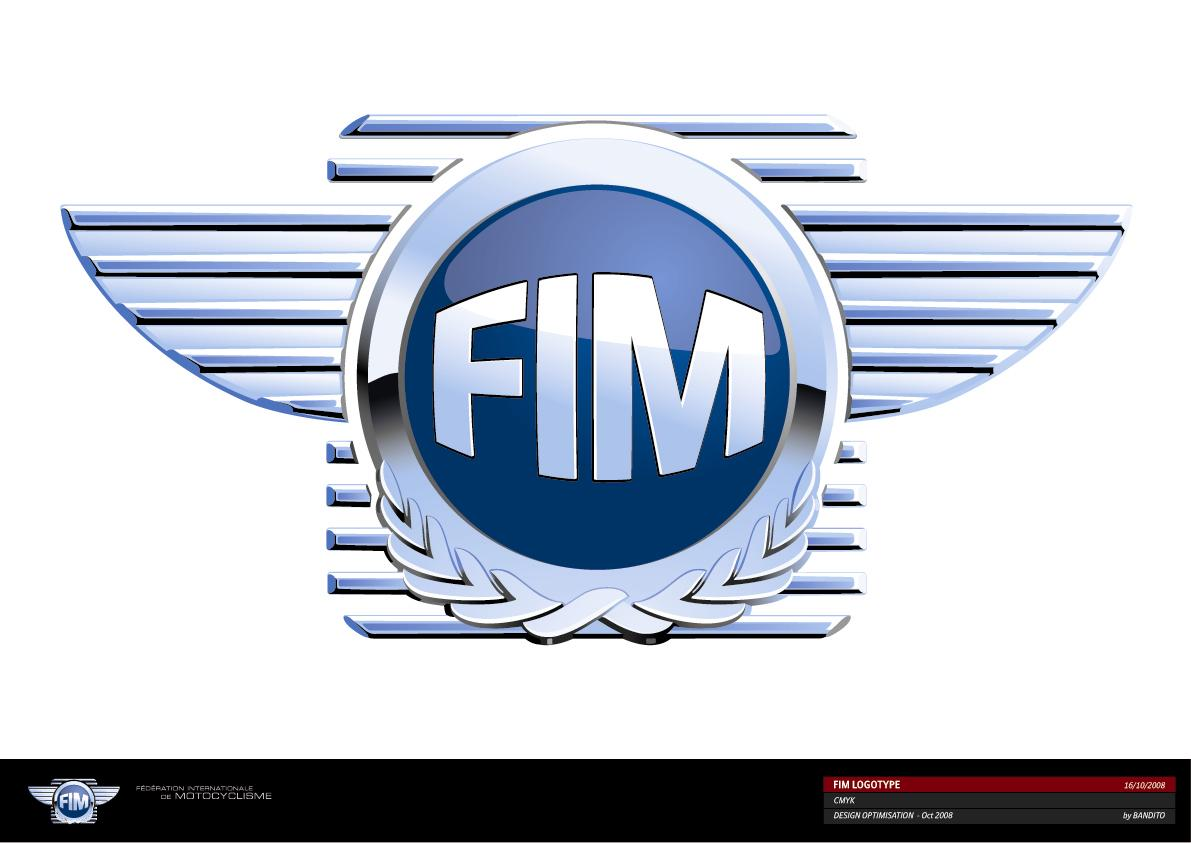 FIM
FIM
FÉDÉRATION INTERNATIONALE
DE MOTOCYCLISME
FIM LOGOTYPE 16/10/2008
CMYK
DESIGN OPTIMISATION - Oct 2008 by BANDITO